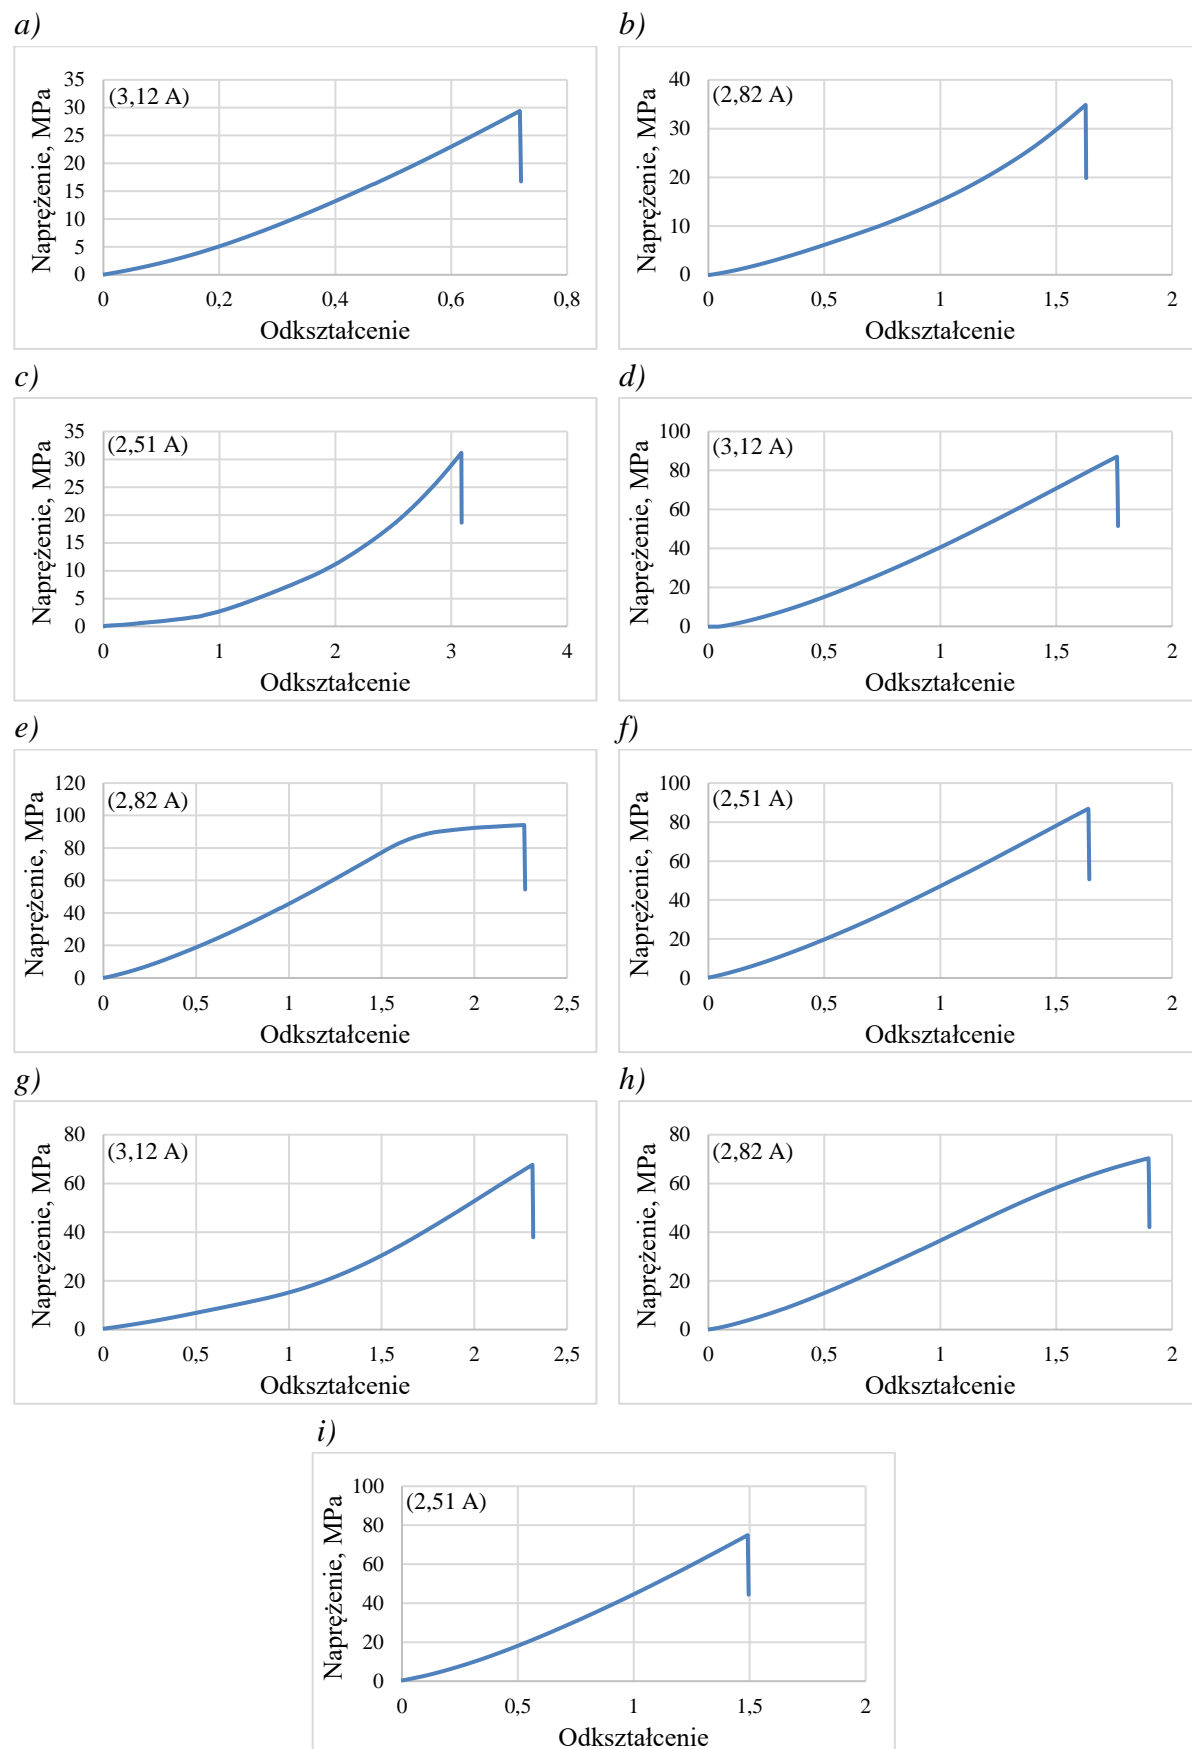 a)
(3,12 A)
Naprężenie, MPa
35
30
25
20
15
10
5
0
0 0,2 0,4 0,6 0,8
Odkształcenie
b)
(2,82 A)
Naprężenie, MPa
40
30
20
10
0
0 0,5 1 1,5 2
Odkształcenie
c)
(2,51 A)
Naprężenie, MPa
35
30
25
20
15
10
5
0
0 1 2 3 4
Odkształcenie
d)
(3,12 A)
Naprężenie, MPa
100
80
60
40
20
0
0 0,5 1 1,5 2
Odkształcenie
e)
(2,82 A)
Naprężenie, MPa
120
100
80
60
40
20
0
0 0,5 1 1,5 2 2,5
Odkształcenie
f)
(2,51 A)
Naprężenie, MPa
100
80
60
40
20
0
0 0,5 1 1,5 2
Odkształcenie
g)
(3,12 A)
Naprężenie, MPa
80
60
40
20
0
0 0,5 1 1,5 2 2,5
Odkształcenie
h)
(2,82 A)
Naprężenie, MPa
80
60
40
20
0
0 0,5 1 1,5 2
Odkształcenie
i)
(2,51 A)
Naprężenie, MPa
100
80
60
40
20
0
0 0,5 1 1,5 2
Odkształcenie